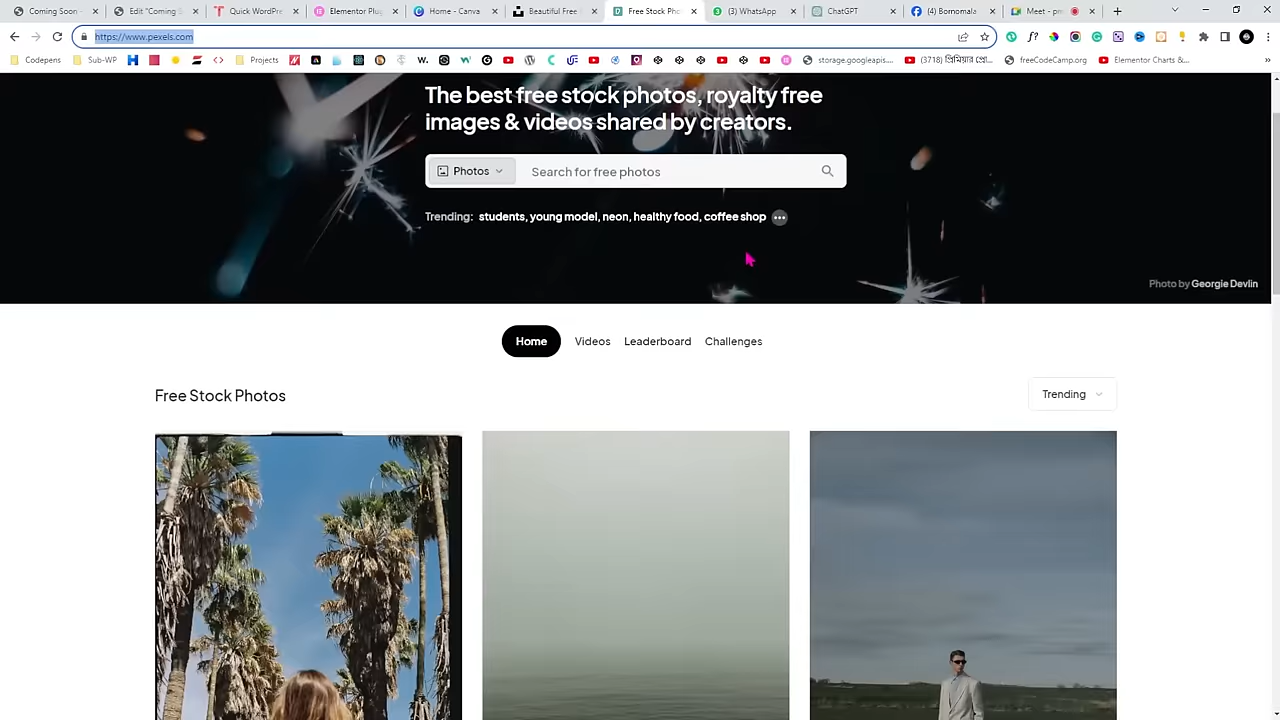 Coming Soon -
Edit "Coming S
Quick WordPre
Elementor Plug
Home - Canva
Beautiful Free
Free Stock Pho
(3) WhatsApp
ChatGPT
(4) Bornomala
Meet - p
https://www.pexels.com
Codepens
Sub-WP
Projects
storage.googleapis....
freeCodeCamp.org
Elementor Charts &...
The best free stock photos, royalty free
images & videos shared by creators.
Photos
Search for free photos
Trending: students, young model, neon, healthy food, coffee shop
Photo by Georgie Devlin
Home
Videos
Leaderboard
Challenges
Free Stock Photos
Trending